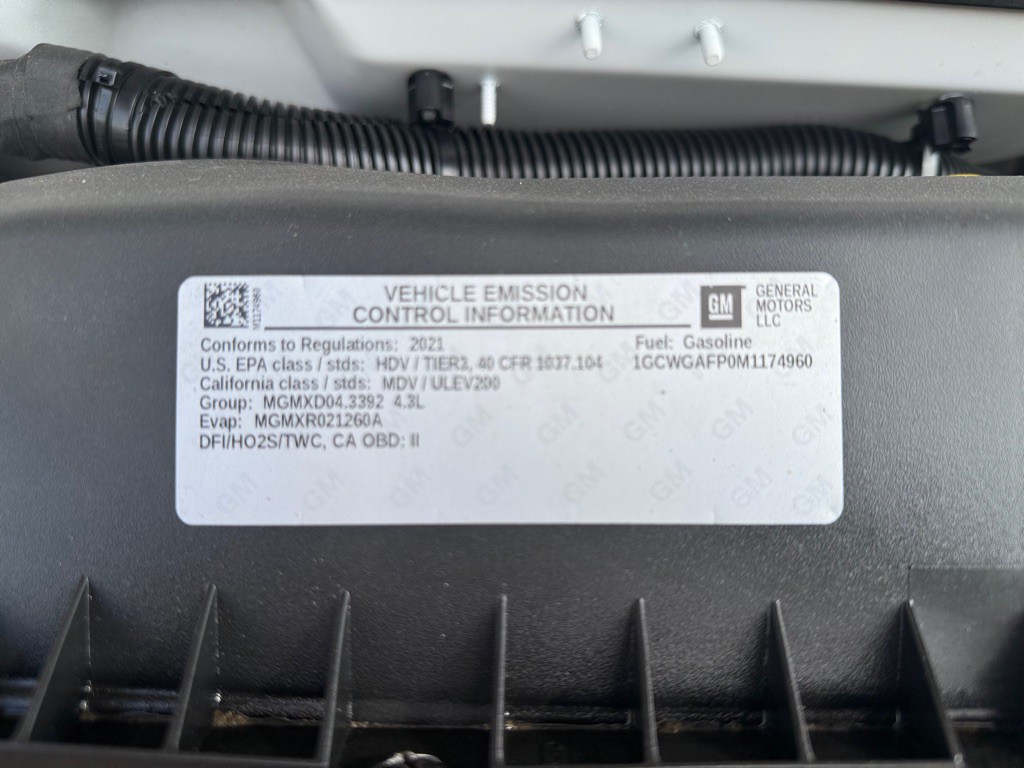 VEHICLE EMISSION
CONTROL INFORMATION
GM
GENERAL
MOTORS
LLC
M1174960
Conforms to Regulations: 2021
Fuel: Gasoline
U.S. EPA class / stds: HDV / TIER3, 40 CFR 1037.104
1GCWGAFP0M1174960
California class / stds: MDV / ULEV200
Group: MGMXD04.3392 4.3L
Evap: MGMXR021260A
DFI/HO2S/TWC, CA OBD: II